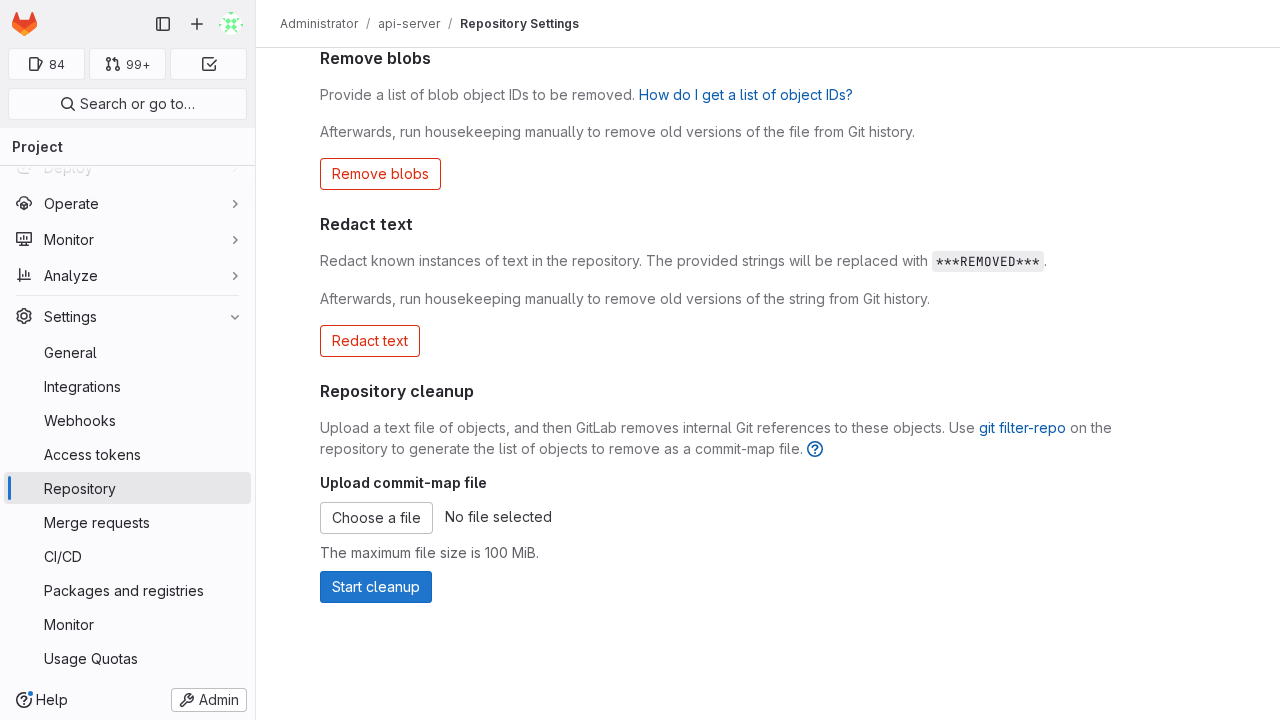 Administrator / api-server / Repository Settings
84
99+
Search or go to…
Project
Deploy
Operate
Monitor
Analyze
Settings
General
Integrations
Webhooks
Access tokens
Repository
Merge requests
CI/CD
Packages and registries
Monitor
Usage Quotas
Help
Admin
Remove blobs
Provide a list of blob object IDs to be removed. How do I get a list of object IDs?
Afterwards, run housekeeping manually to remove old versions of the file from Git history.
Remove blobs
Redact text
Redact known instances of text in the repository. The provided strings will be replaced with ***REMOVED***.
Afterwards, run housekeeping manually to remove old versions of the string from Git history.
Redact text
Repository cleanup
Upload a text file of objects, and then GitLab removes internal Git references to these objects. Use git filter-repo on the
repository to generate the list of objects to remove as a commit-map file.
Upload commit-map file
Choose a file No file selected
The maximum file size is 100 MiB.
Start cleanup